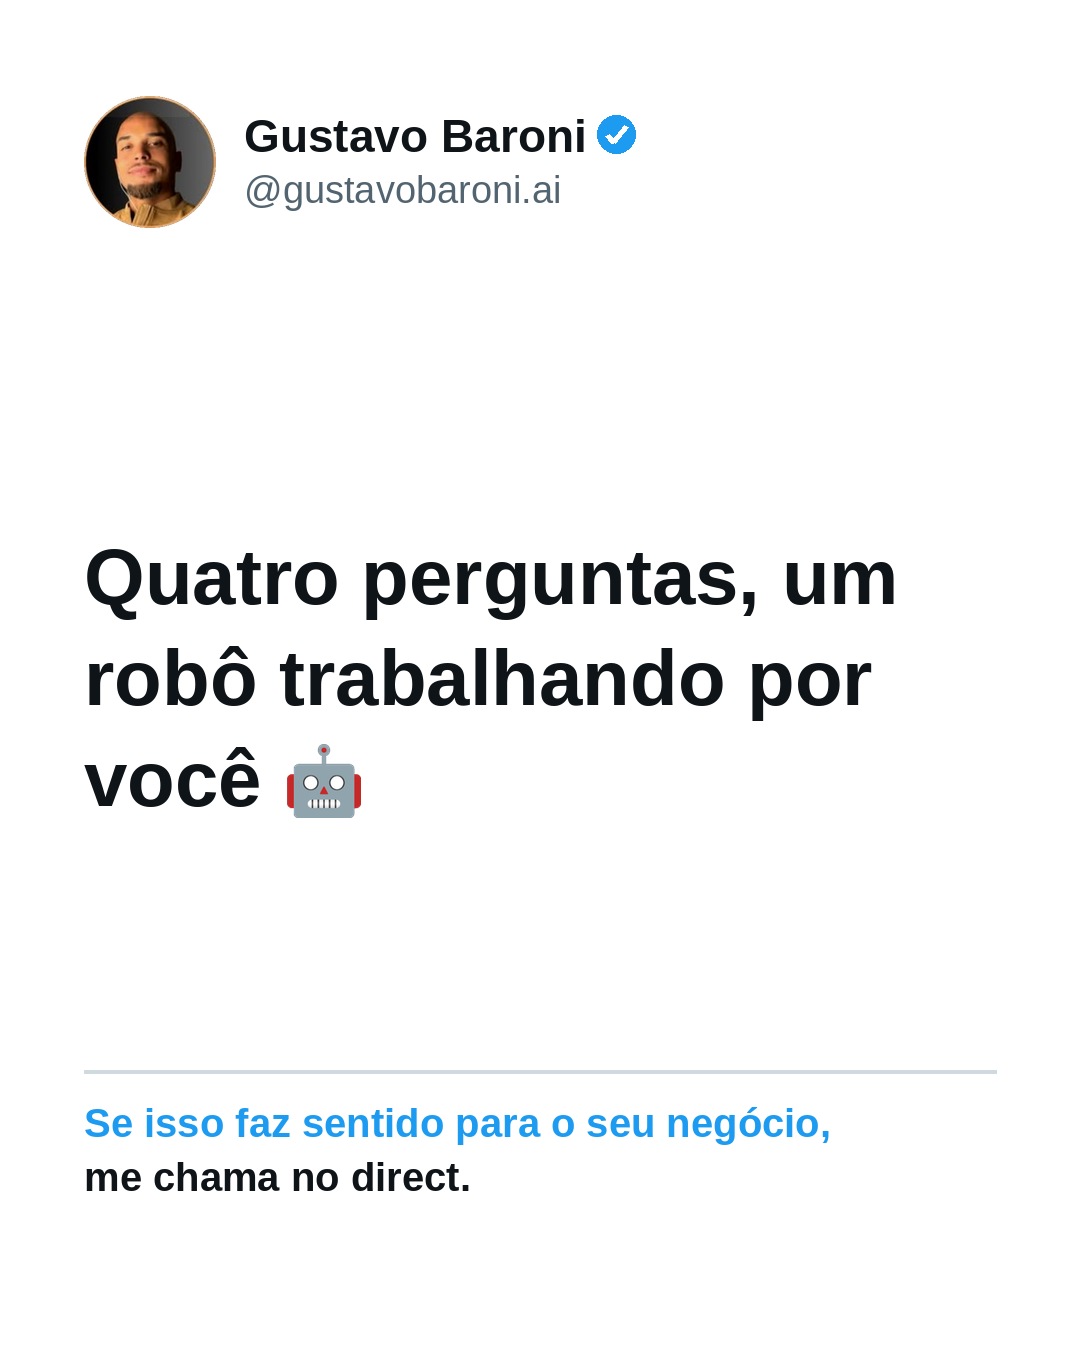 Gustavo Baroni
@gustavobaroni.ai
Quatro perguntas, um
robô trabalhando por
você 🤖
Se isso faz sentido para o seu negócio,
me chama no direct.